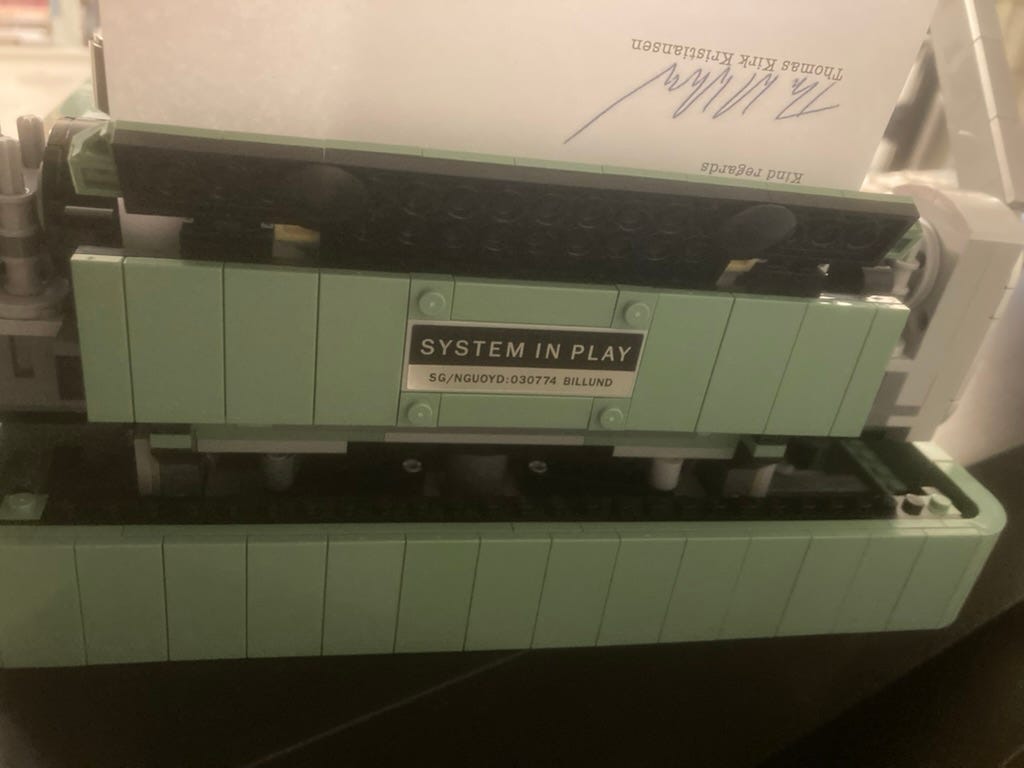 Kind regards
Thomas Kirk Kristiansen
SYSTEM IN PLAY
SG/NGUOYD:030774 BILLUND